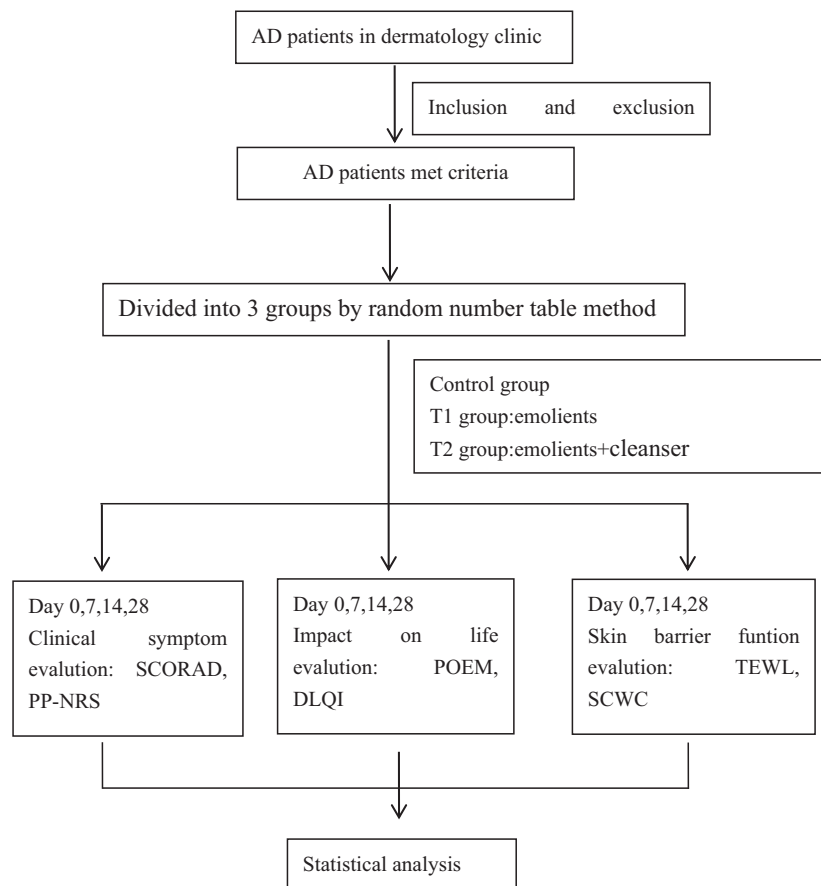 AD patients in dermatology clinic
Inclusion and exclusion
AD patients met criteria
Divided into 3 groups by random number table method
Control group
T1 group:emolients
T2 group:emolients+cleanser
Day 0,7,14,28
Clinical symptom
evalution: SCORAD,
PP-NRS
Day 0,7,14,28
Impact on life
evalution: POEM,
DLQI
Day 0,7,14,28
Skin barrier funtion
evalution: TEWL,
SCWC
Statistical analysis